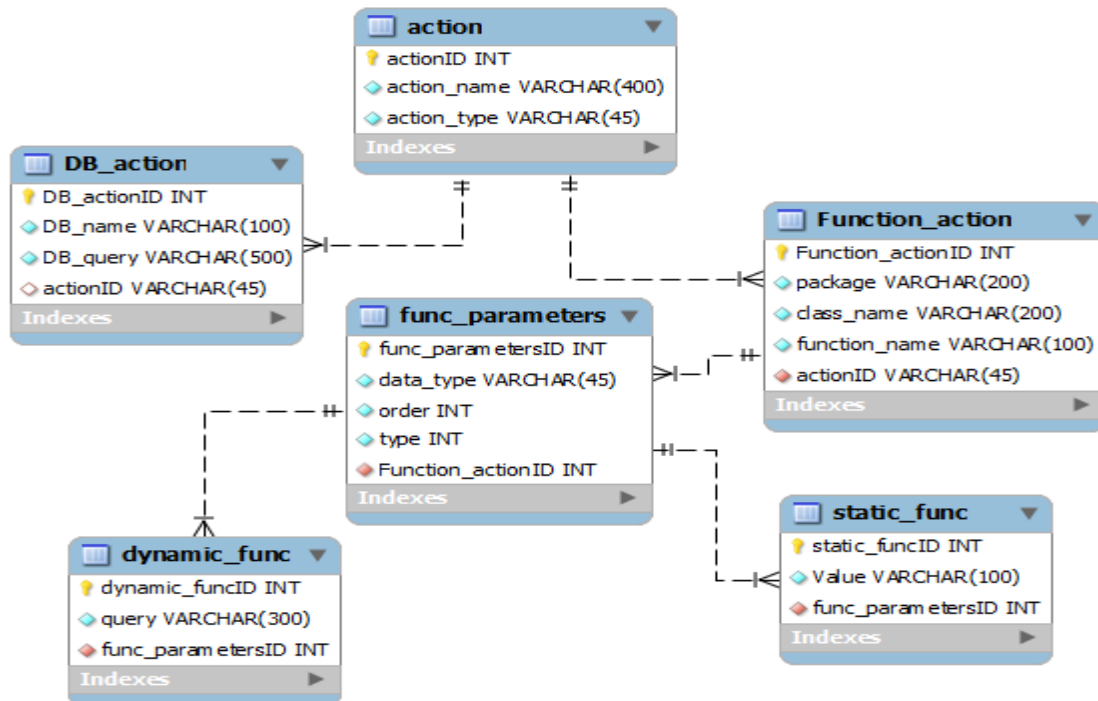 action
actionID INT
action_name VARCHAR(400)
action_type VARCHAR(45)
Indexes
DB_action
DB_actionID INT
DB_name VARCHAR(100)
DB_query VARCHAR(500)
actionID VARCHAR(45)
Indexes
Function_action
Function_actionID INT
package VARCHAR(200)
class_name VARCHAR(200)
function_name VARCHAR(100)
actionID VARCHAR(45)
Indexes
func_parameters
func_parametersID INT
data_type VARCHAR(45)
order INT
type INT
Function_actionID INT
Indexes
static_func
static_funcID INT
Value VARCHAR(100)
func_parametersID INT
Indexes
dynamic_func
dynamic_funcID INT
query VARCHAR(300)
func_parametersID INT
Indexes